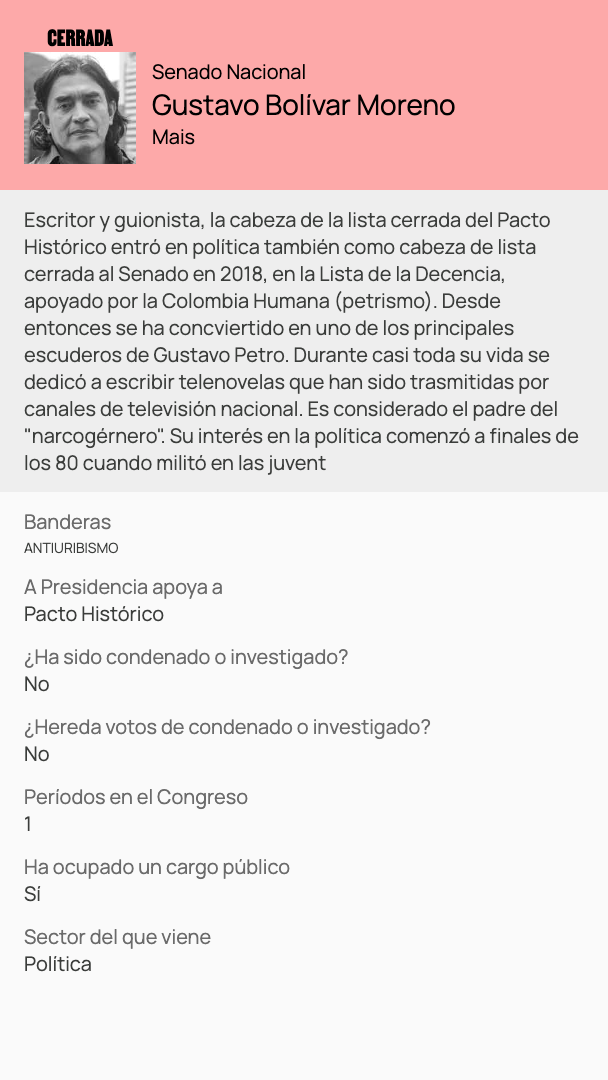 CERRADA
Senado Nacional
Gustavo Bolívar Moreno
Mais
Escritor y guionista, la cabeza de la lista cerrada del Pacto
Histórico entró en política también como cabeza de lista
cerrada al Senado en 2018, en la Lista de la Decencia,
apoyado por la Colombia Humana (petrismo). Desde
entonces se ha concviertido en uno de los principales
escuderos de Gustavo Petro. Durante casi toda su vida se
dedicó a escribir telenovelas que han sido trasmitidas por
canales de televisión nacional. Es considerado el padre del
"narcogérnero". Su interés en la política comenzó a finales de
los 80 cuando militó en las juvent
Banderas
ANTIURIBISMO
A Presidencia apoya a
Pacto Histórico
¿Ha sido condenado o investigado?
No
¿Hereda votos de condenado o investigado?
No
Períodos en el Congreso
1
Ha ocupado un cargo público
Sí
Sector del que viene
Política